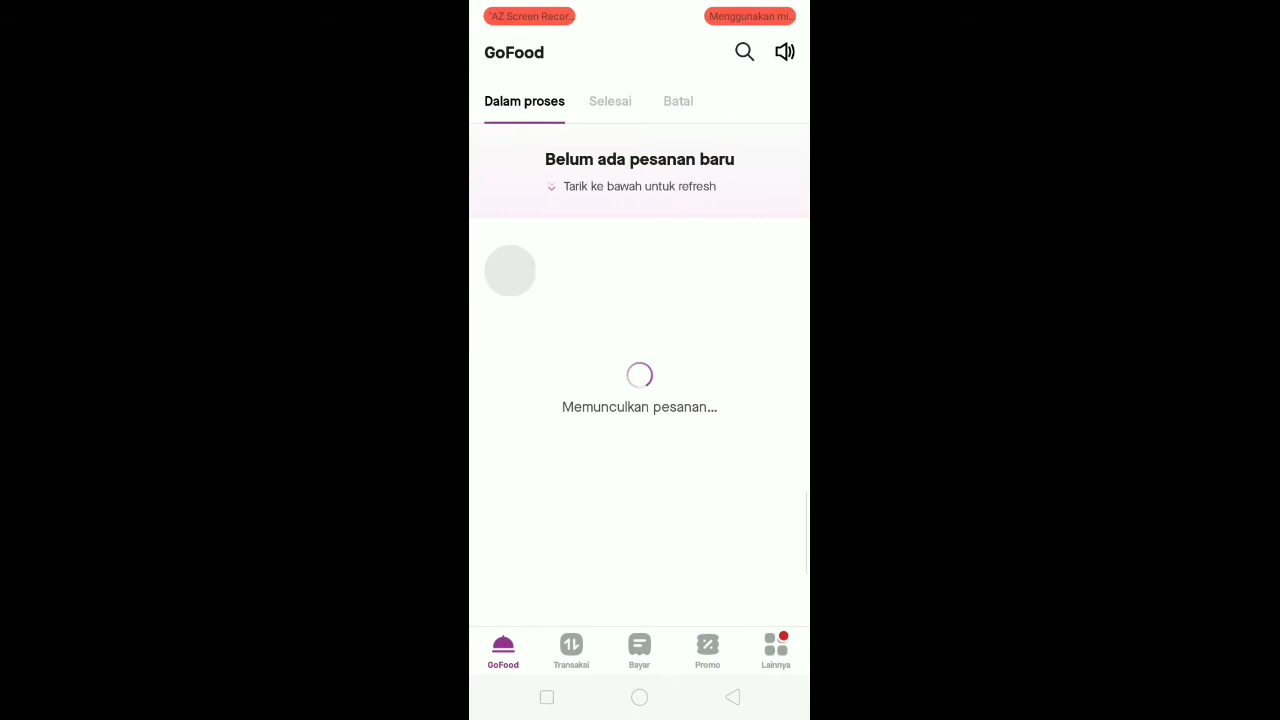 "AZ Screen Recor...
Menggunakan mi...
GoFood
Dalam proses
Selesai
Batal
Belum ada pesanan baru
Tarik ke bawah untuk refresh
Memunculkan pesanan...
GoFood
Transaksi
Bayar
Promo
Lainnya